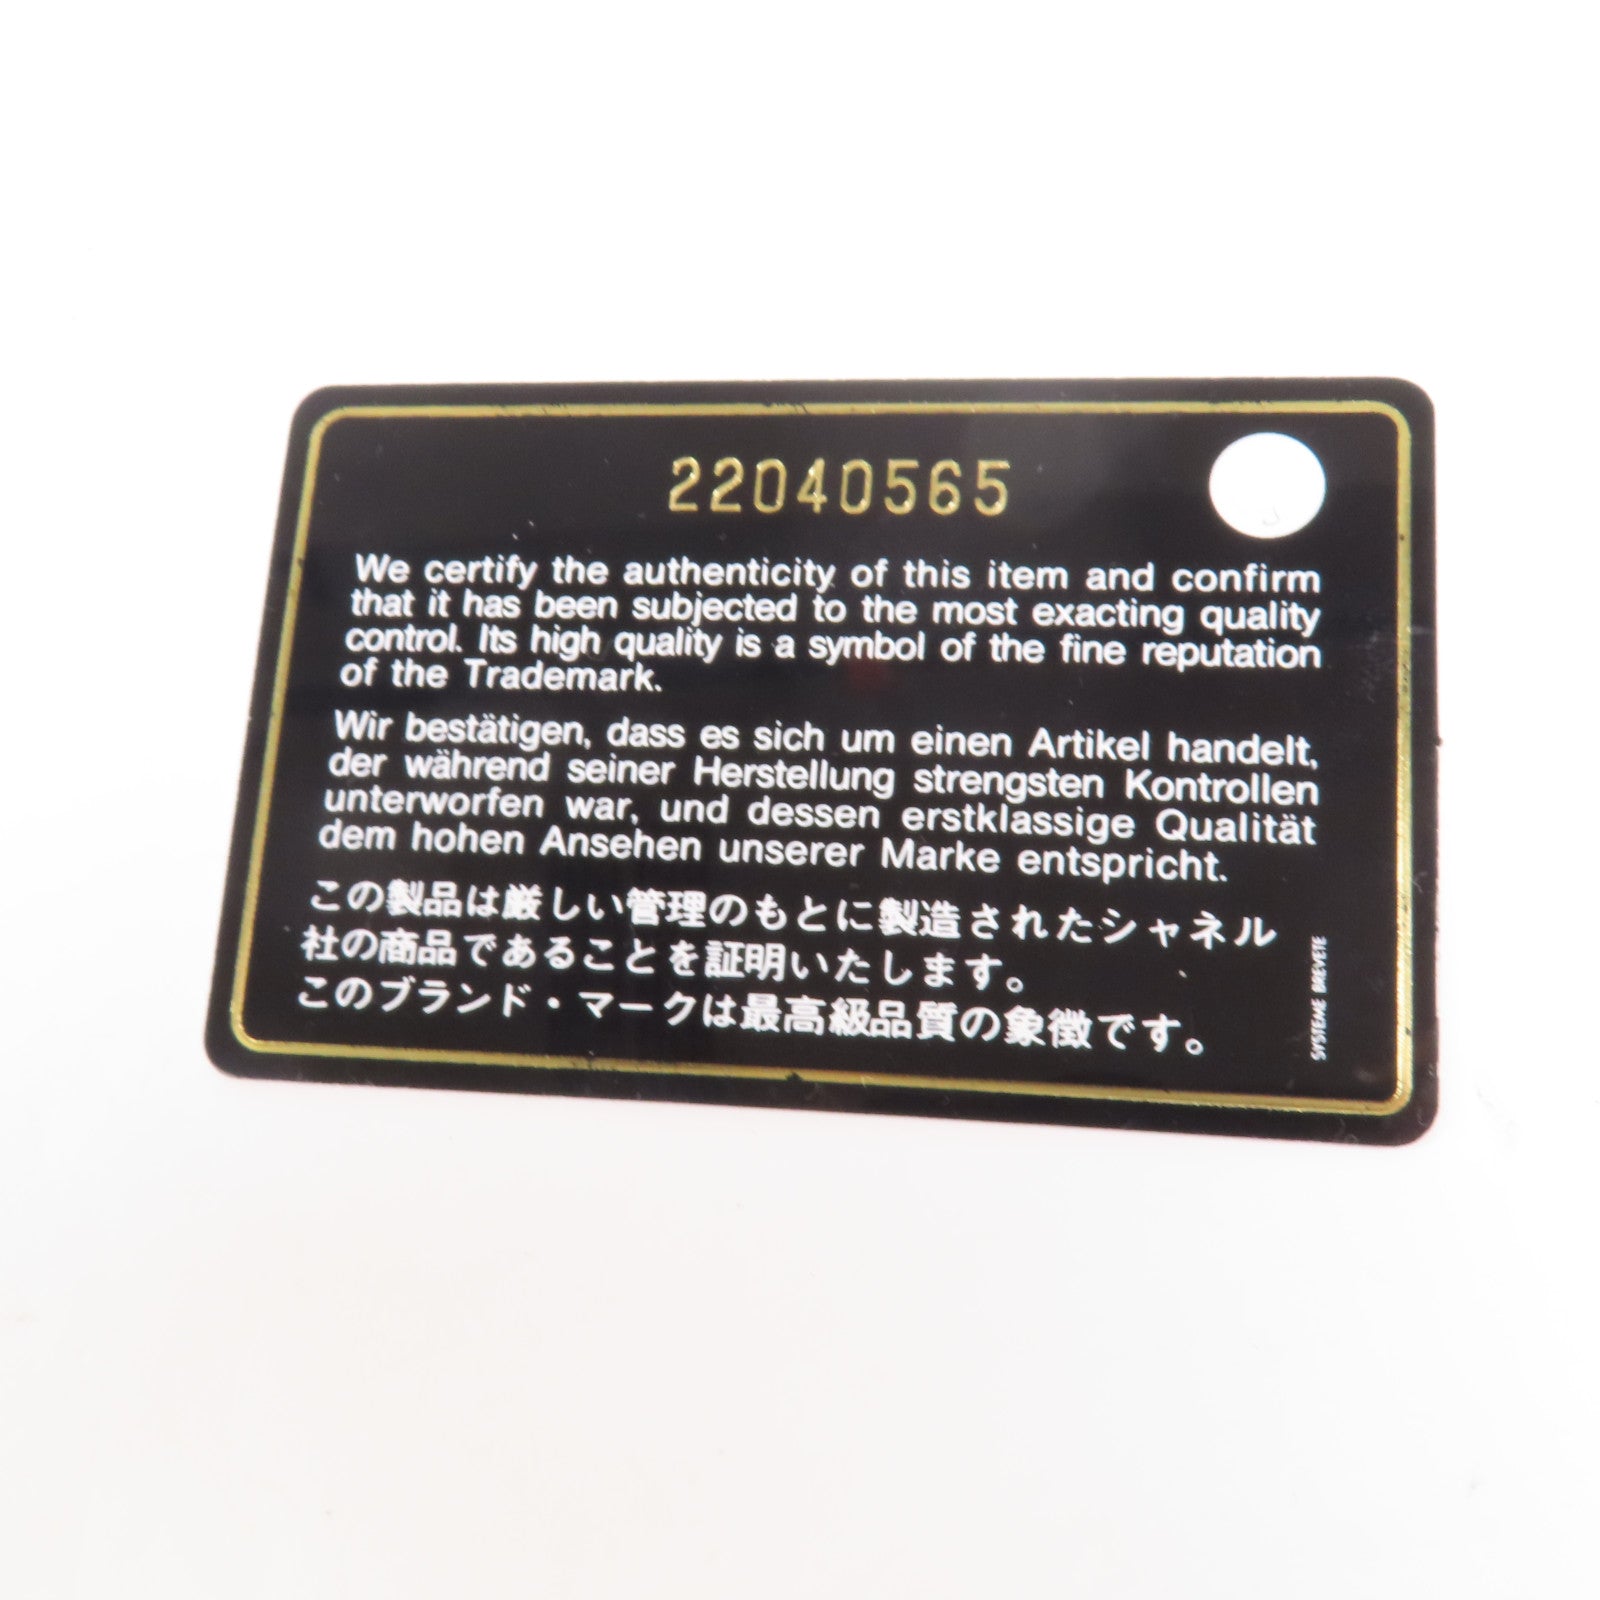 22040565
We certify the authenticity of this item and confirm
that it has been subjected to the most exacting quality
control. Its high quality is a symbol of the fine reputation
of the Trademark.
Wir bestätigen, dass es sich um einen Artikel handelt,
der während seiner Herstellung strengsten Kontrollen
unterworfen war, und dessen erstklassige Qualität
dem hohen Ansehen unserer Marke entspricht.
この製品は厳しい管理のもとに製造されたシャネル
社の商品であることを証明いたします。
このブランド・マークは最高級品質の象徴です。
SYSTEME BREVETE